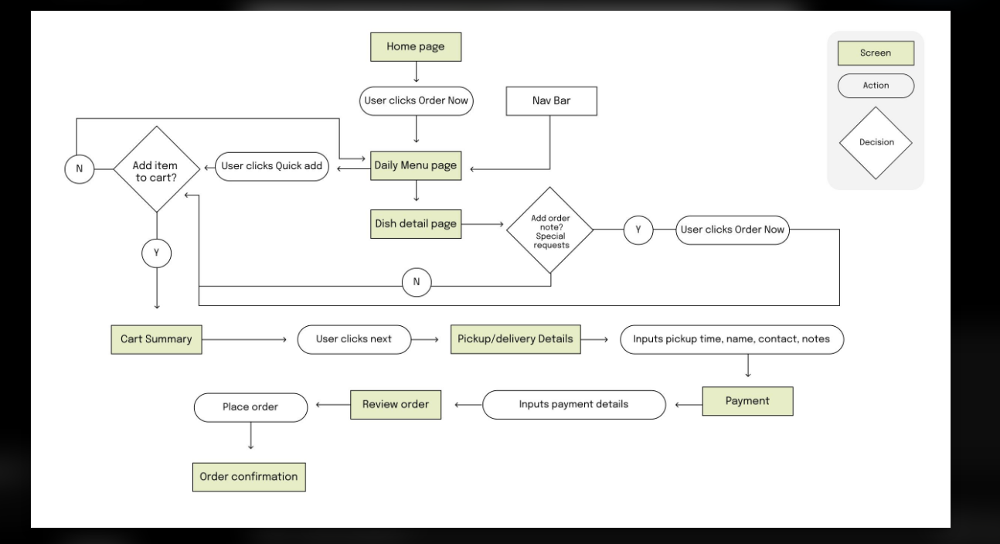 Home page
Screen
Action
User clicks Order Now
Nav Bar
Decision
N
Add item
to cart?
User clicks Quick add
Daily Menu page
Dish detail page
Add order
note?
Special
requests
Y
User clicks Order Now
Y
N
Cart Summary
User clicks next
Pickup/delivery Details
Inputs pickup time, name, contact, notes
Place order
Review order
Inputs payment details
Payment
Order confirmation